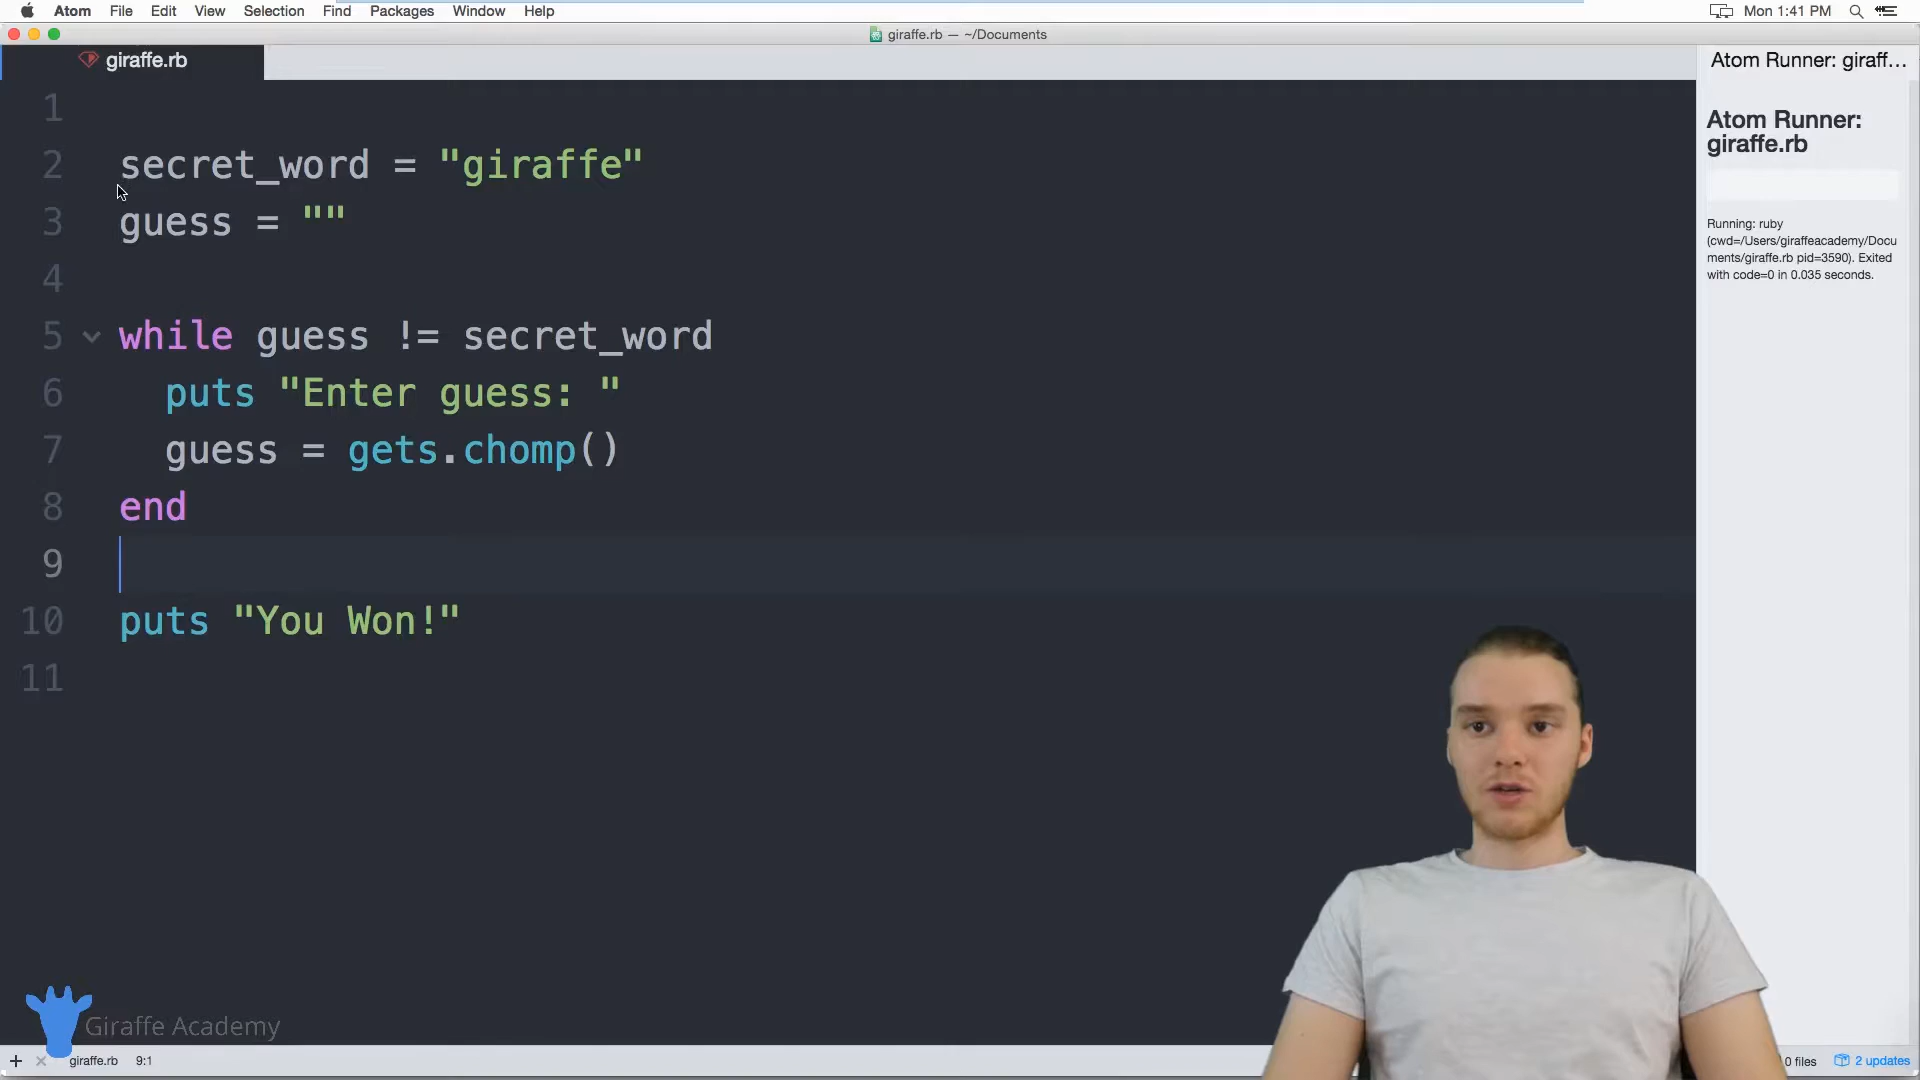 Atom File Edit View Selection Find Packages Window Help Mon 1:41 PM
giraffe.rb — ~/Documents
giraffe.rb
Atom Runner: giraff...
1
2 secret_word = "giraffe"
3 guess = ""
4
5 while guess != secret_word
6 puts "Enter guess: "
7 guess = gets.chomp()
8 end
9
10 puts "You Won!"
11
Atom Runner:
giraffe.rb
Running: ruby
(cwd=/Users/giraffeacademy/Docu
ments/giraffe.rb pid=3590). Exited
with code=0 in 0.035 seconds.
Giraffe Academy
giraffe.rb 9:1 0 files 2 updates